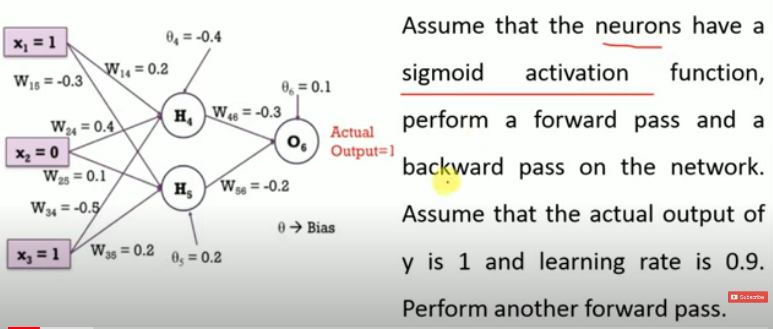 θ₄ = -0.4
x₁ = 1
W₁₄ = 0.2
W₁₅ = -0.3
θ₆ = 0.1
W₂₄ = 0.4
H₄
W₄₆ = -0.3
x₂ = 0
O₆
Actual
Output=1
W₂₅ = 0.1
H₅
W₅₆ = -0.2
W₃₄ = -0.5
θ → Bias
x₃ = 1
W₃₅ = 0.2
θ₅ = 0.2
Assume that the neurons have a
sigmoid activation function,
perform a forward pass and a
backward pass on the network.
Assume that the actual output of
y is 1 and learning rate is 0.9.
Perform another forward pass.
Subscribe